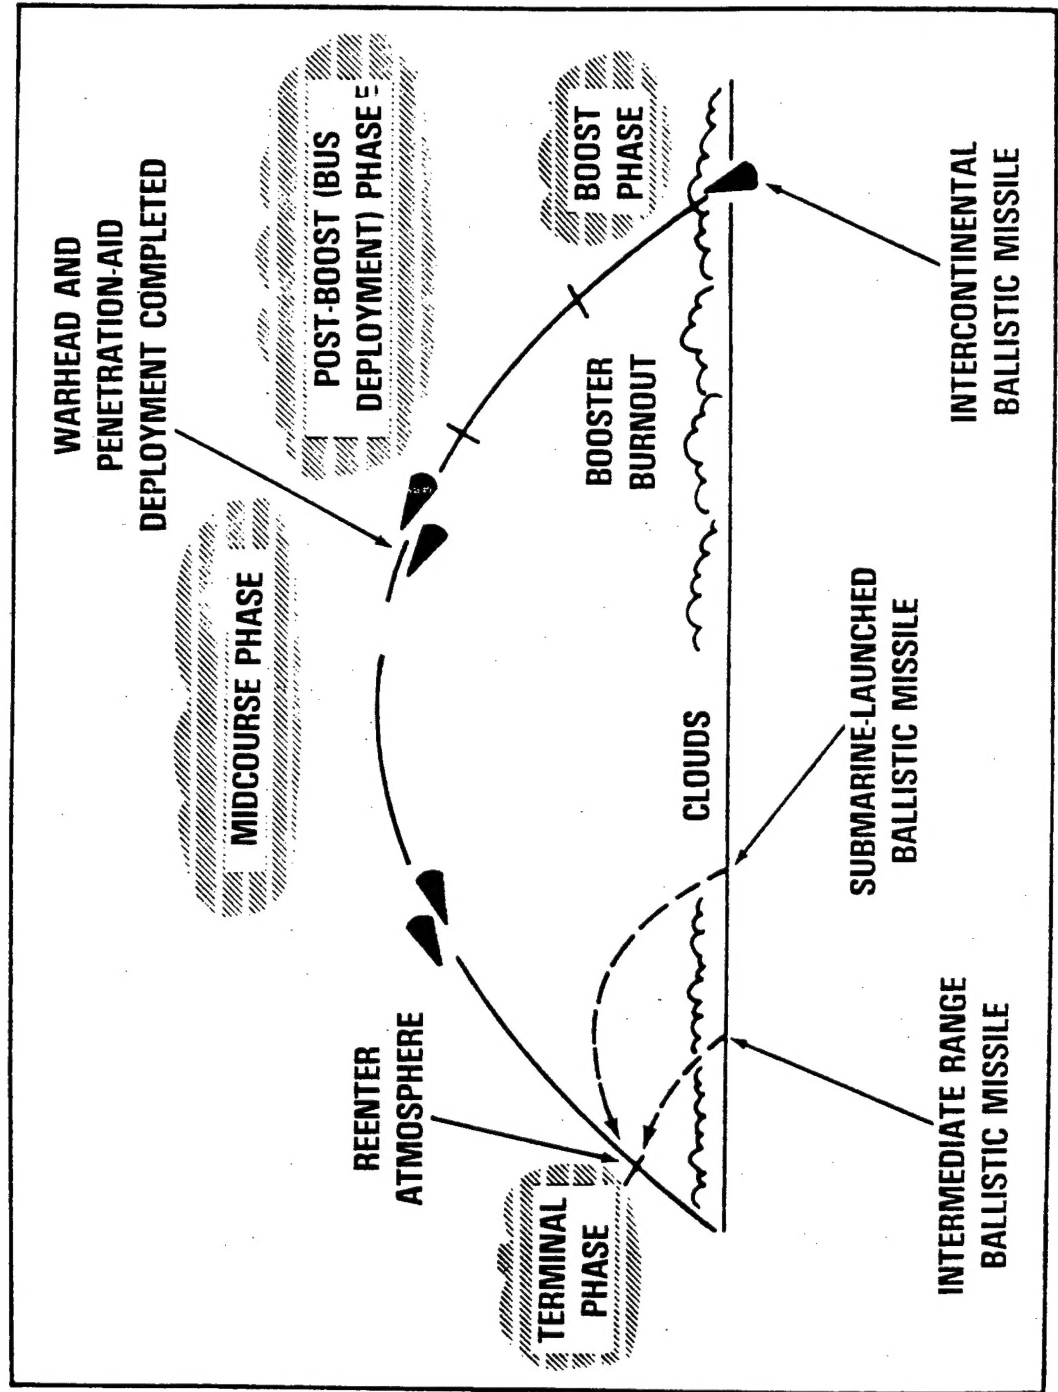 WARHEAD AND
PENETRATION-AID
DEPLOYMENT COMPLETED
MIDCOURSE PHASE
POST-BOOST (BUS
DEPLOYMENT) PHASE
REENTER
ATMOSPHERE
TERMINAL
PHASE
BOOST
PHASE
BOOSTER
BURNOUT
CLOUDS
INTERMEDIATE RANGE
BALLISTIC MISSILE
SUBMARINE-LAUNCHED
BALLISTIC MISSILE
INTERCONTINENTAL
BALLISTIC MISSILE